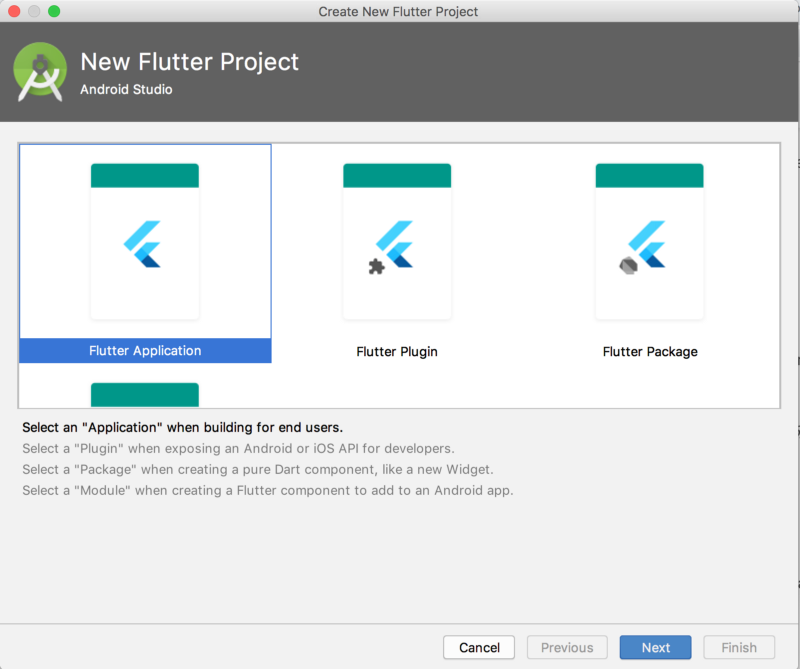 Create New Flutter Project
New Flutter Project
Android Studio
Flutter Application
Flutter Plugin
Flutter Package
Select an "Application" when building for end users.
Select a "Plugin" when exposing an Android or iOS API for developers.
Select a "Package" when creating a pure Dart component, like a new Widget.
Select a "Module" when creating a Flutter component to add to an Android app.
Cancel
Previous
Next
Finish